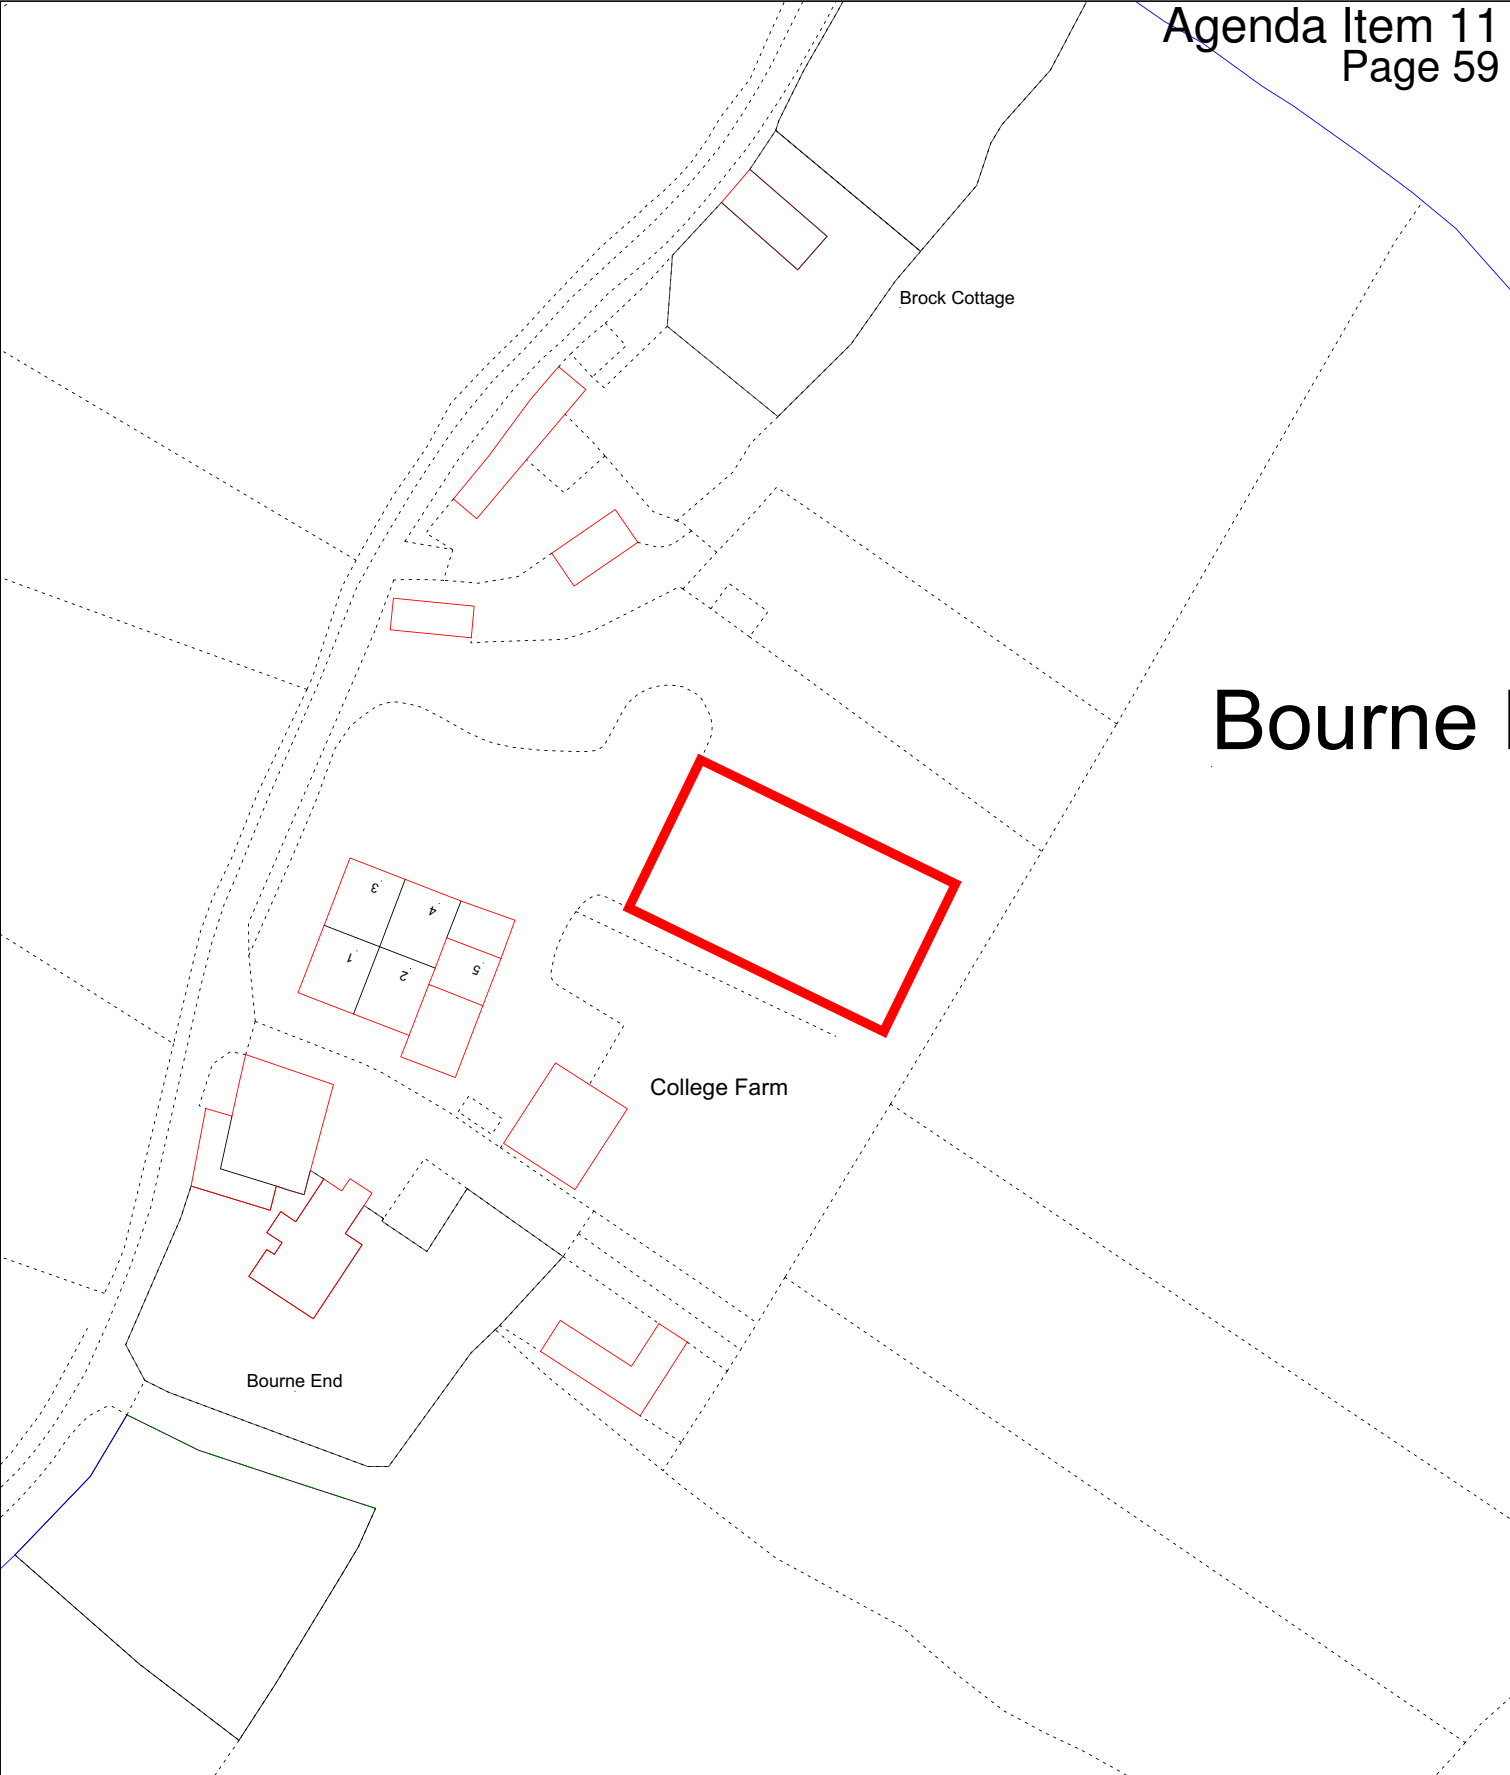 Agenda Item 11
Page 59
Brock Cottage
Bourne
3
4
1
2
5
College Farm
Bourne End